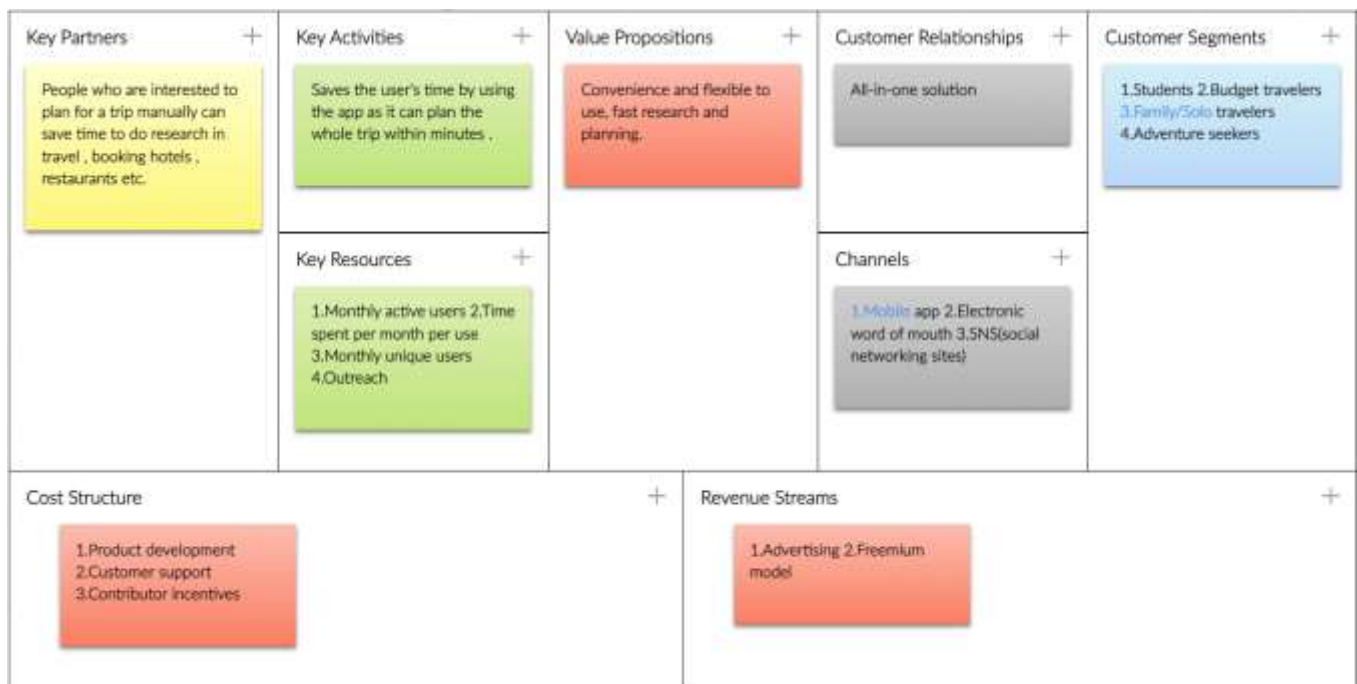 Key Partners +
People who are interested to
plan for a trip manually can
save time to do research in
travel , booking hotels ,
restaurants etc.
Key Activities +
Saves the user's time by using
the app as it can plan the
whole trip within minutes .
Key Resources +
1.Monthly active users 2.Time
spent per month per use
3.Monthly unique users
4.Outreach
Value Propositions +
Convenience and flexible to
use, fast research and
planning.
Customer Relationships +
All-in-one solution
Channels +
1.Mobile app 2.Electronic
word of mouth 3.SNS(social
networking sites)
Customer Segments +
1.Students 2.Budget travelers
3.Family/Solo travelers
4.Adventure seekers
Cost Structure +
1.Product development
2.Customer support
3.Contributor incentives
Revenue Streams +
1.Advertising 2.Freemium
model